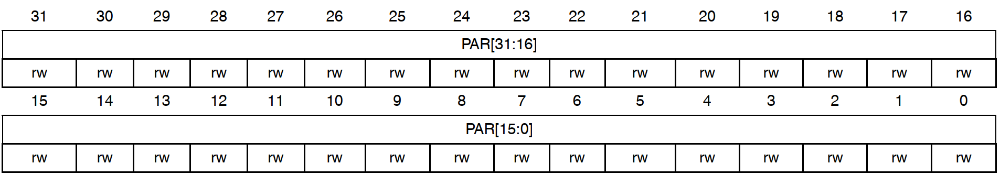 31 30 29 28 27 26 25 24 23 22 21 20 19 18 17 16
PAR[31:16]
rw rw rw rw rw rw rw rw rw rw rw rw rw rw rw rw
15 14 13 12 11 10 9 8 7 6 5 4 3 2 1 0
PAR[15:0]
rw rw rw rw rw rw rw rw rw rw rw rw rw rw rw rw